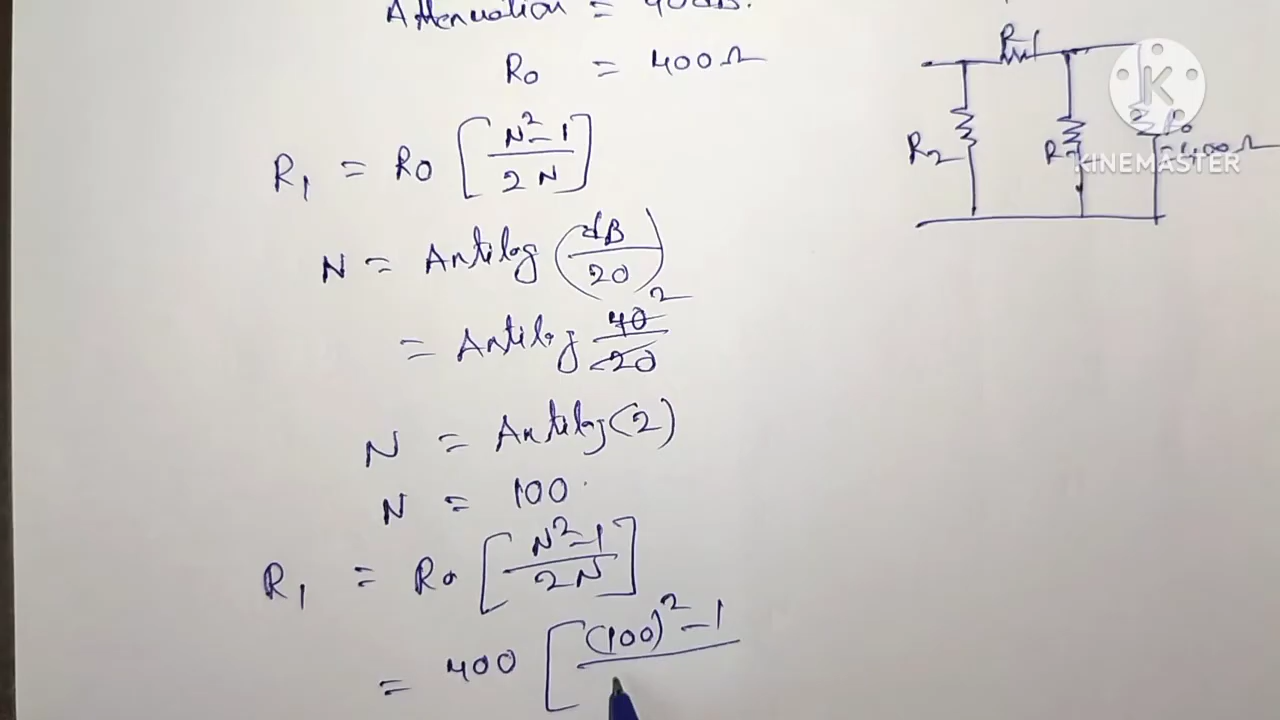 Attenuation = 40dB.
R0 = 400Ω
R1 = R0 [N²-1 / 2N]
N = Antilog (dB / 20)
= Antilog 40 / 20 2
N = Antilog(2)
N = 100
R1 = R0 [N²-1 / 2N]
= 400 [(100)²-1
R1
R2
R2
R0
= 400Ω
K
KINEMASTER